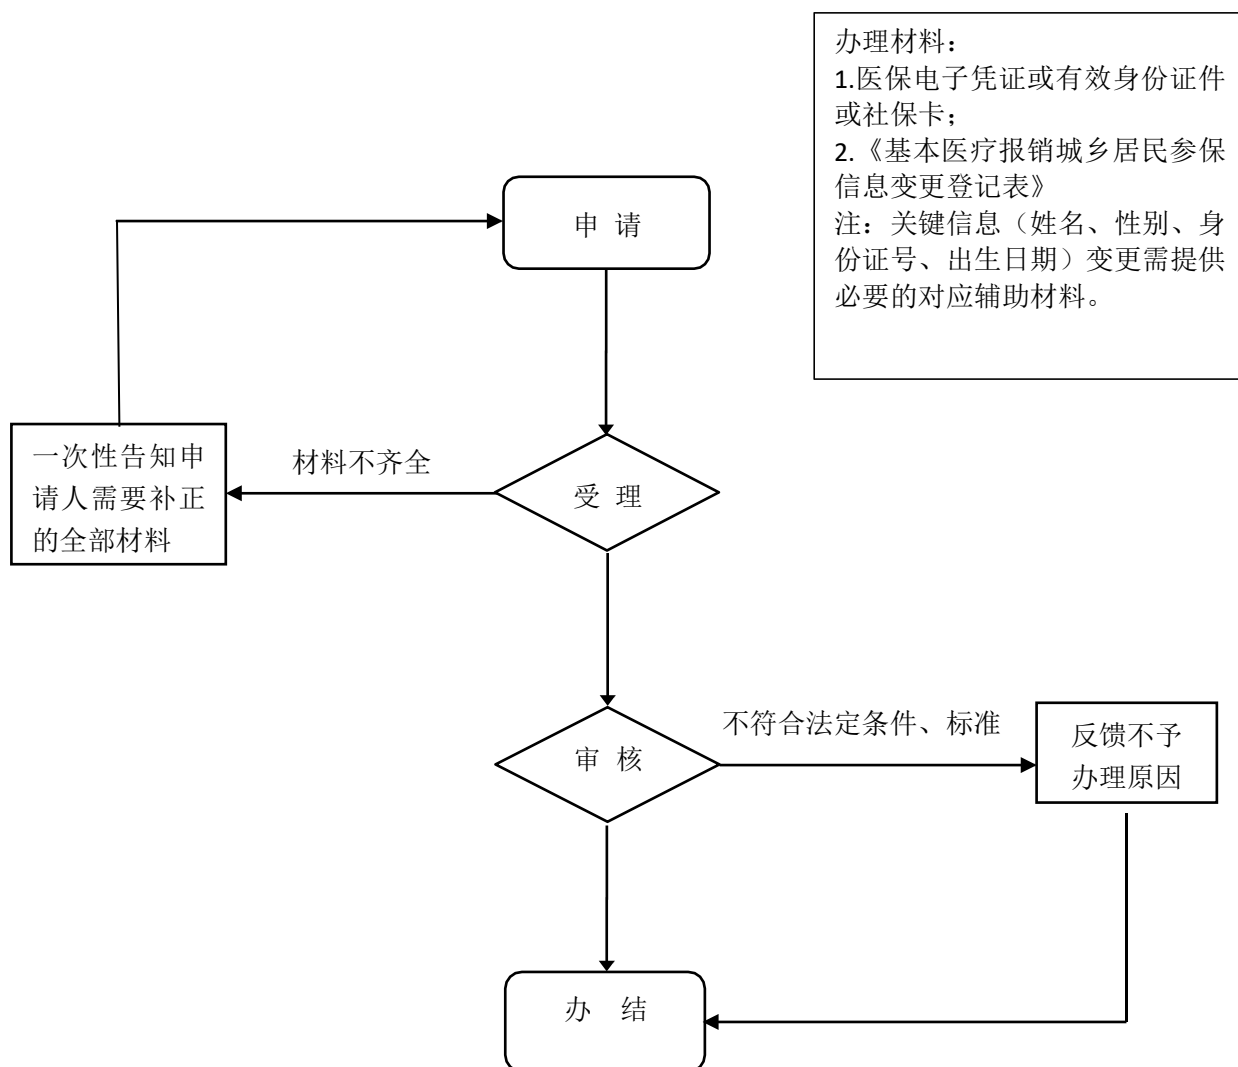 办理材料：
1.医保电子凭证或有效身份证件
或社保卡；
2.《基本医疗报销城乡居民参保
信息变更登记表》
注：关键信息（姓名、性别、身
份证号、出生日期）变更需提供
必要的对应辅助材料。
申 请
一次性告知申
请人需要补正
的全部材料
材料不齐全
受 理
不符合法定条件、标准
审 核
反馈不予
办理原因
办 结